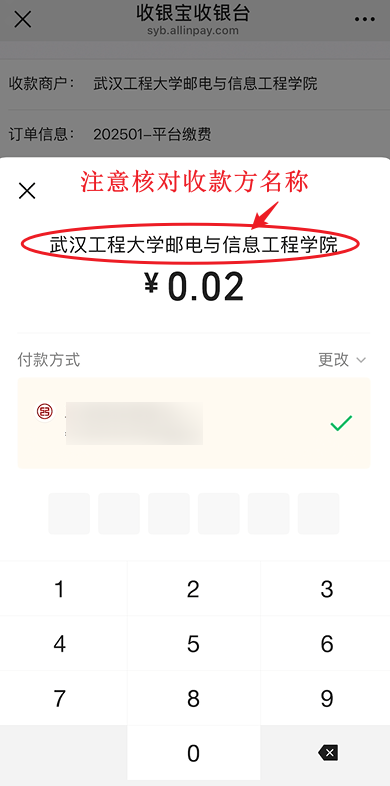 收银宝收银台
syb.allinpay.com
收款商户： 武汉工程大学邮电与信息工程学院
订单信息： 202501-平台缴费
注意核对收款方名称
武汉工程大学邮电与信息工程学院
¥0.02
付款方式 更改
1 2 3
4 5 6
7 8 9
0